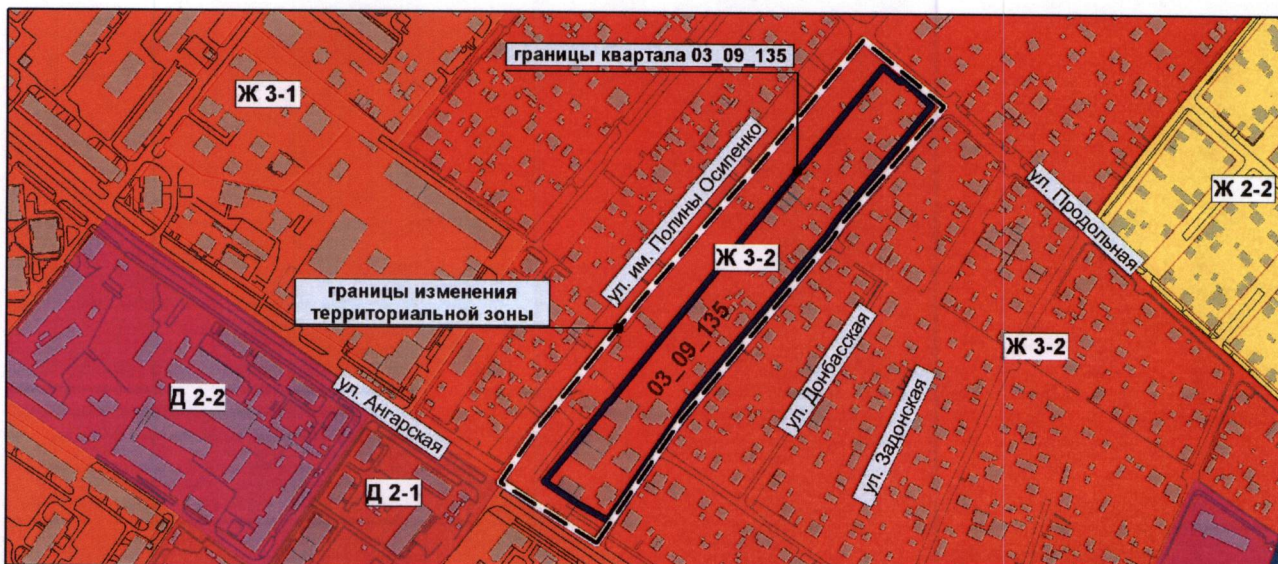 границы квартала 03_09_135
Ж 3-1
ул. им. Полины Осипенко
ул. Продольная
Ж 2-2
Ж 3-2
границы изменения
территориальной зоны
03_09_135
ул. Донбасская
Ж 3-2
ул. Задонская
Д 2-2
ул. Ангарская
Д 2-1